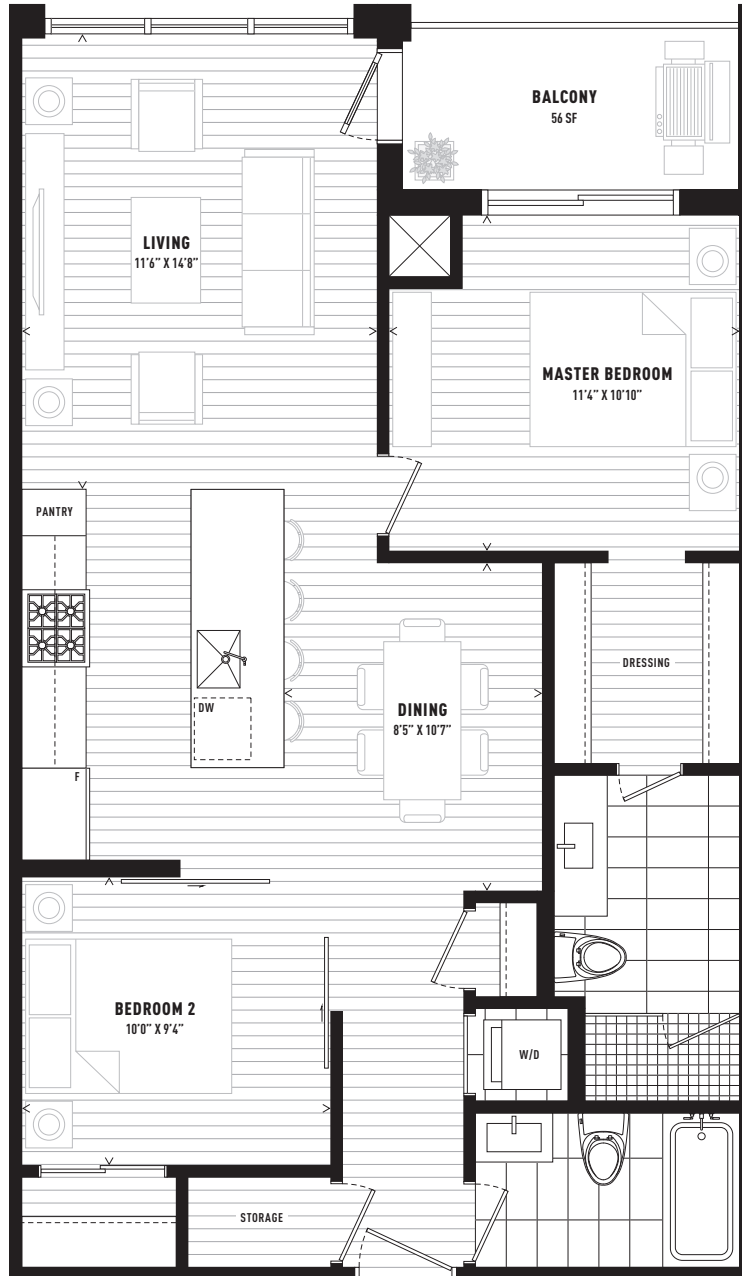 BALCONY
56 SF
LIVING
11'6" X 14'8"
MASTER BEDROOM
11'4" X 10'10"
PANTRY
DRESSING
DW
DINING
8'5" X 10'7"
F
BEDROOM 2
10'0" X 9'4"
W/D
STORAGE